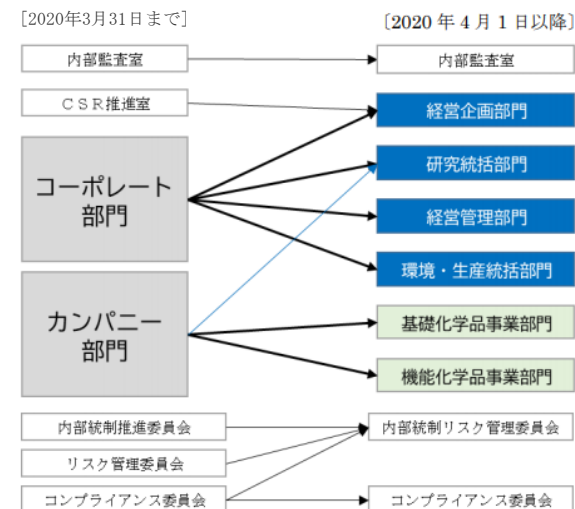 [2020年3月31日まで]
〔2020 年 4 月 1 日以降〕
内部監査室
内部監査室
ＣＳＲ推進室
経営企画部門
コーポレート
部門
研究統括部門
経営管理部門
環境・生産統括部門
カンパニー
部門
基礎化学品事業部門
機能化学品事業部門
内部統制推進委員会
内部統制リスク管理委員会
リスク管理委員会
コンプライアンス委員会
コンプライアンス委員会